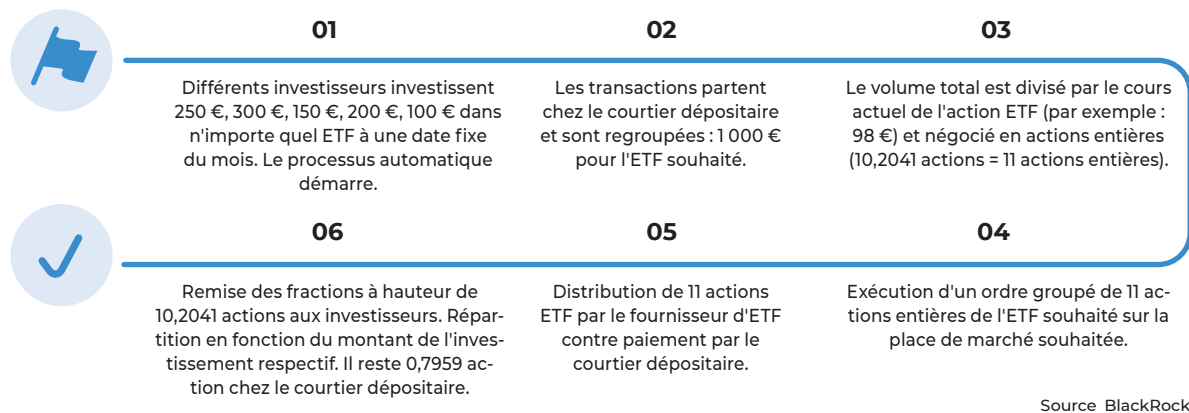 01
Différents investisseurs investissent
250 €, 300 €, 150 €, 200 €, 100 € dans
n'importe quel ETF à une date fixe
du mois. Le processus automatique
démarre.
02
Les transactions partent
chez le courtier dépositaire
et sont regroupées : 1 000 €
pour l'ETF souhaité.
03
Le volume total est divisé par le cours
actuel de l'action ETF (par exemple :
98 €) et négocié en actions entières
(10,2041 actions = 11 actions entières).
04
Exécution d'un ordre groupé de 11 ac-
tions entières de l'ETF souhaité sur la
place de marché souhaitée.
05
Distribution de 11 actions
ETF par le fournisseur d'ETF
contre paiement par le
courtier dépositaire.
06
Remise des fractions à hauteur de
10,2041 actions aux investisseurs. Répar-
tition en fonction du montant de l'inves-
tissement respectif. Il reste 0,7959 ac-
tion chez le courtier dépositaire.
Source BlackRock